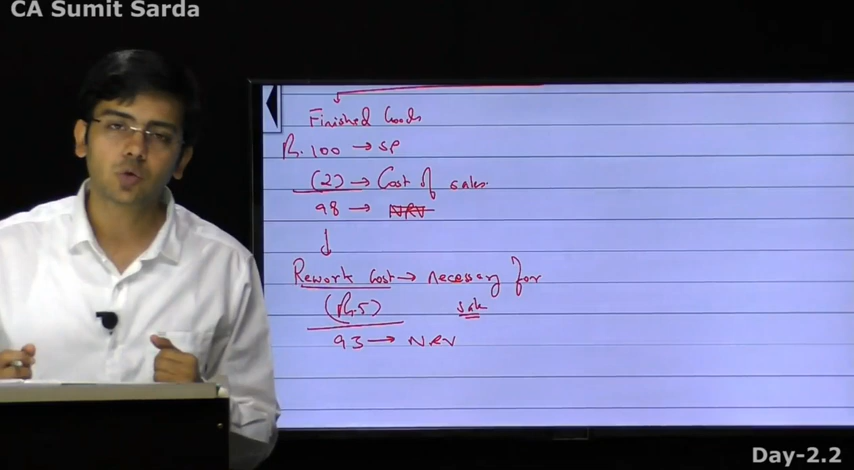 CA Sumit Sarda
Finished Goods
Rs. 100 → SP
(2) → Cost of sales.
98 → NRV
Rework cost → necessary for
(Rs. 5) sale
93 → NRV
Day-2.2